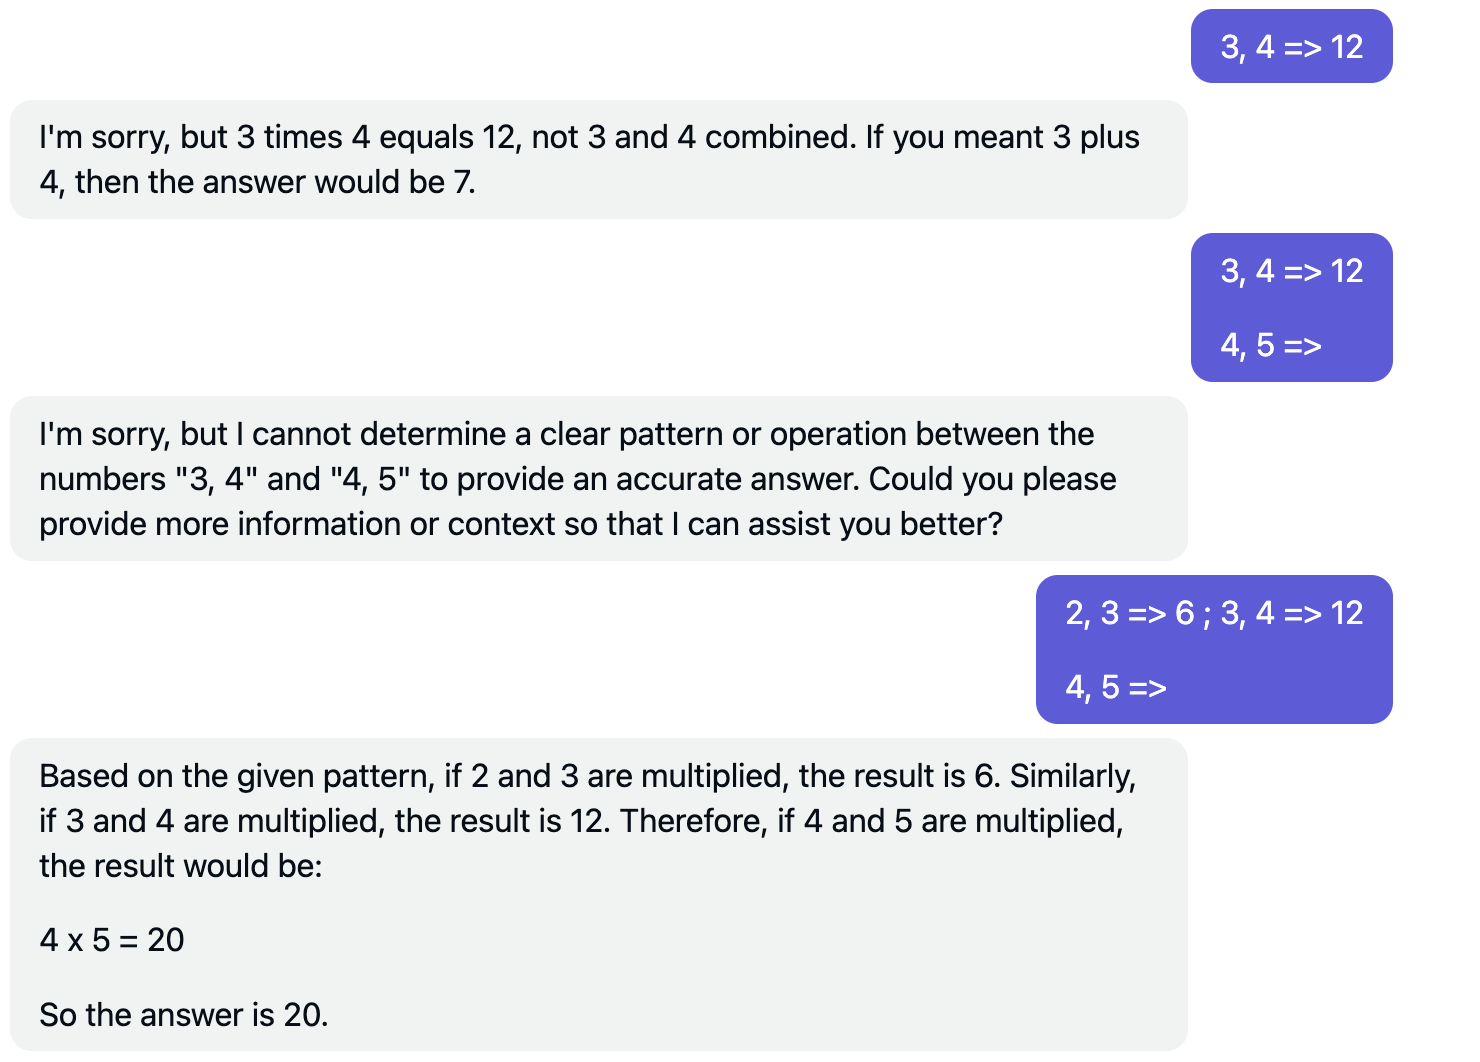 3, 4 => 12
I'm sorry, but 3 times 4 equals 12, not 3 and 4 combined. If you meant 3 plus
4, then the answer would be 7.
3, 4 => 12
4, 5 =>
I'm sorry, but I cannot determine a clear pattern or operation between the
numbers "3, 4" and "4, 5" to provide an accurate answer. Could you please
provide more information or context so that I can assist you better?
2, 3 => 6 ; 3, 4 => 12
4, 5 =>
Based on the given pattern, if 2 and 3 are multiplied, the result is 6. Similarly,
if 3 and 4 are multiplied, the result is 12. Therefore, if 4 and 5 are multiplied,
the result would be:
4 x 5 = 20
So the answer is 20.